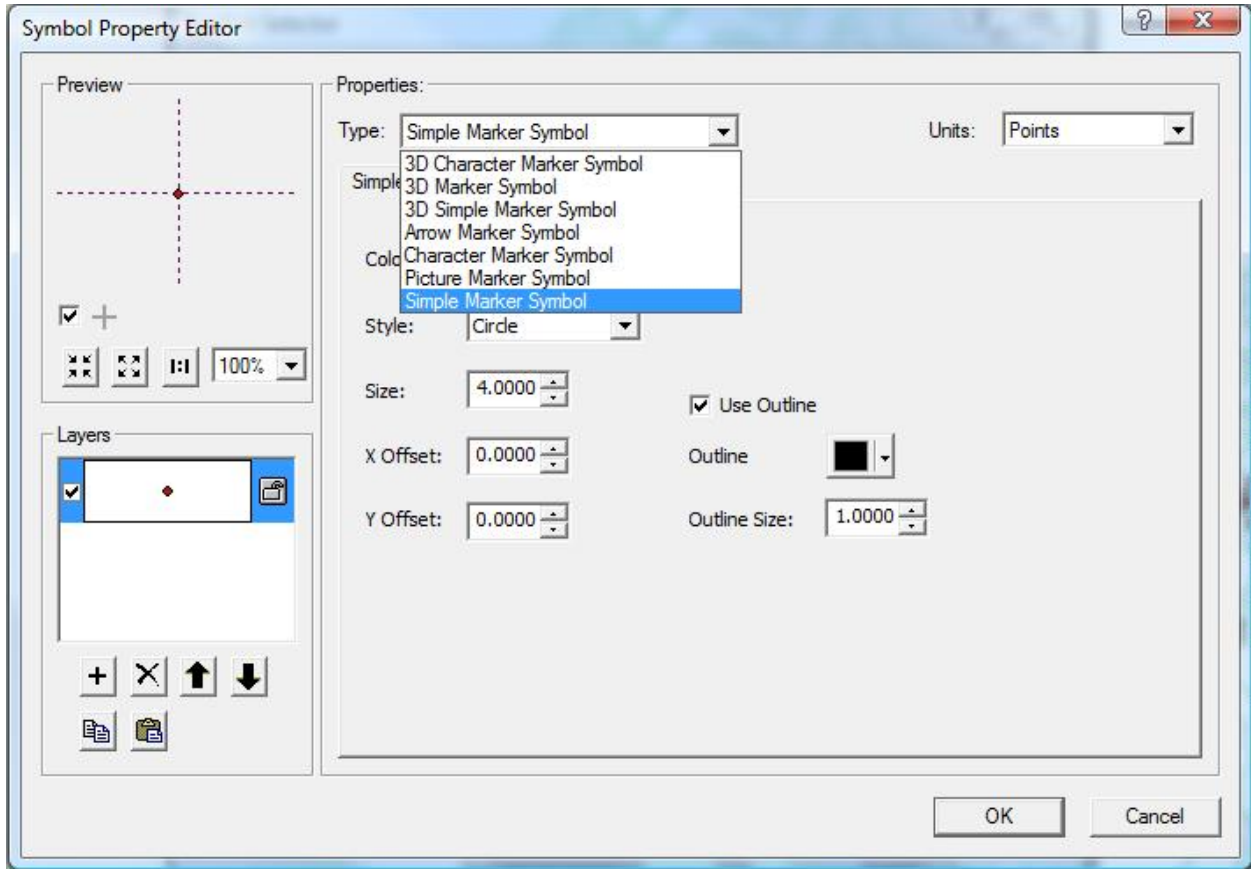 Symbol Property Editor
Preview
100%
Layers
Properties:
Type: Simple Marker Symbol
Units: Points
3D Character Marker Symbol
3D Marker Symbol
3D Simple Marker Symbol
Arrow Marker Symbol
Character Marker Symbol
Picture Marker Symbol
Simple Marker Symbol
Simple
Style: Circle
Size: 4.0000
Use Outline
X Offset: 0.0000
Outline
Y Offset: 0.0000
Outline Size: 1.0000
OK
Cancel